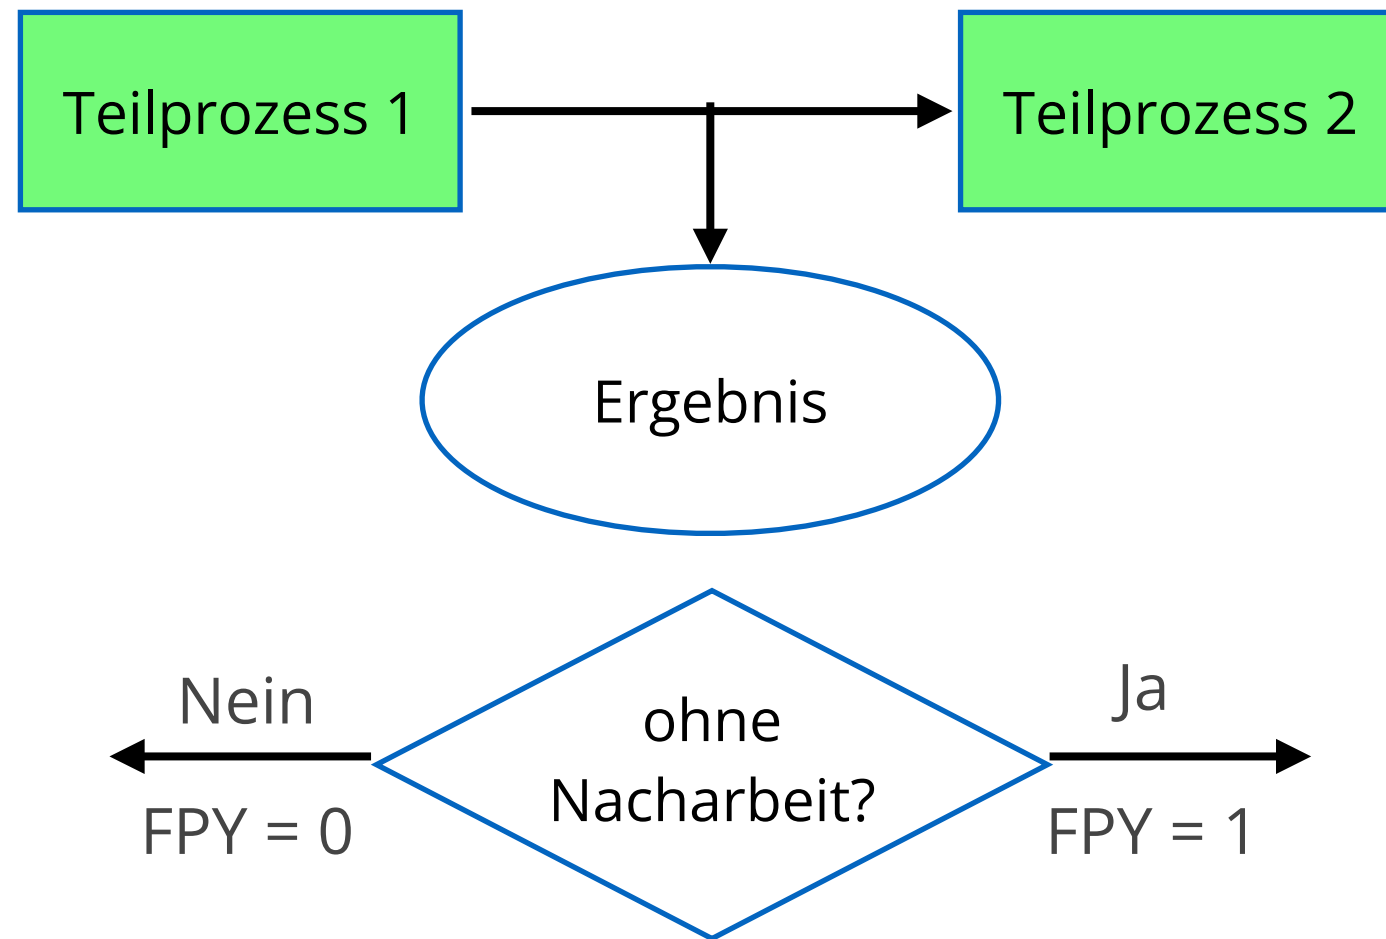 Teilprozess 1
Teilprozess 2
Ergebnis
ohne
Nacharbeit?
Nein
FPY = 0
Ja
FPY = 1